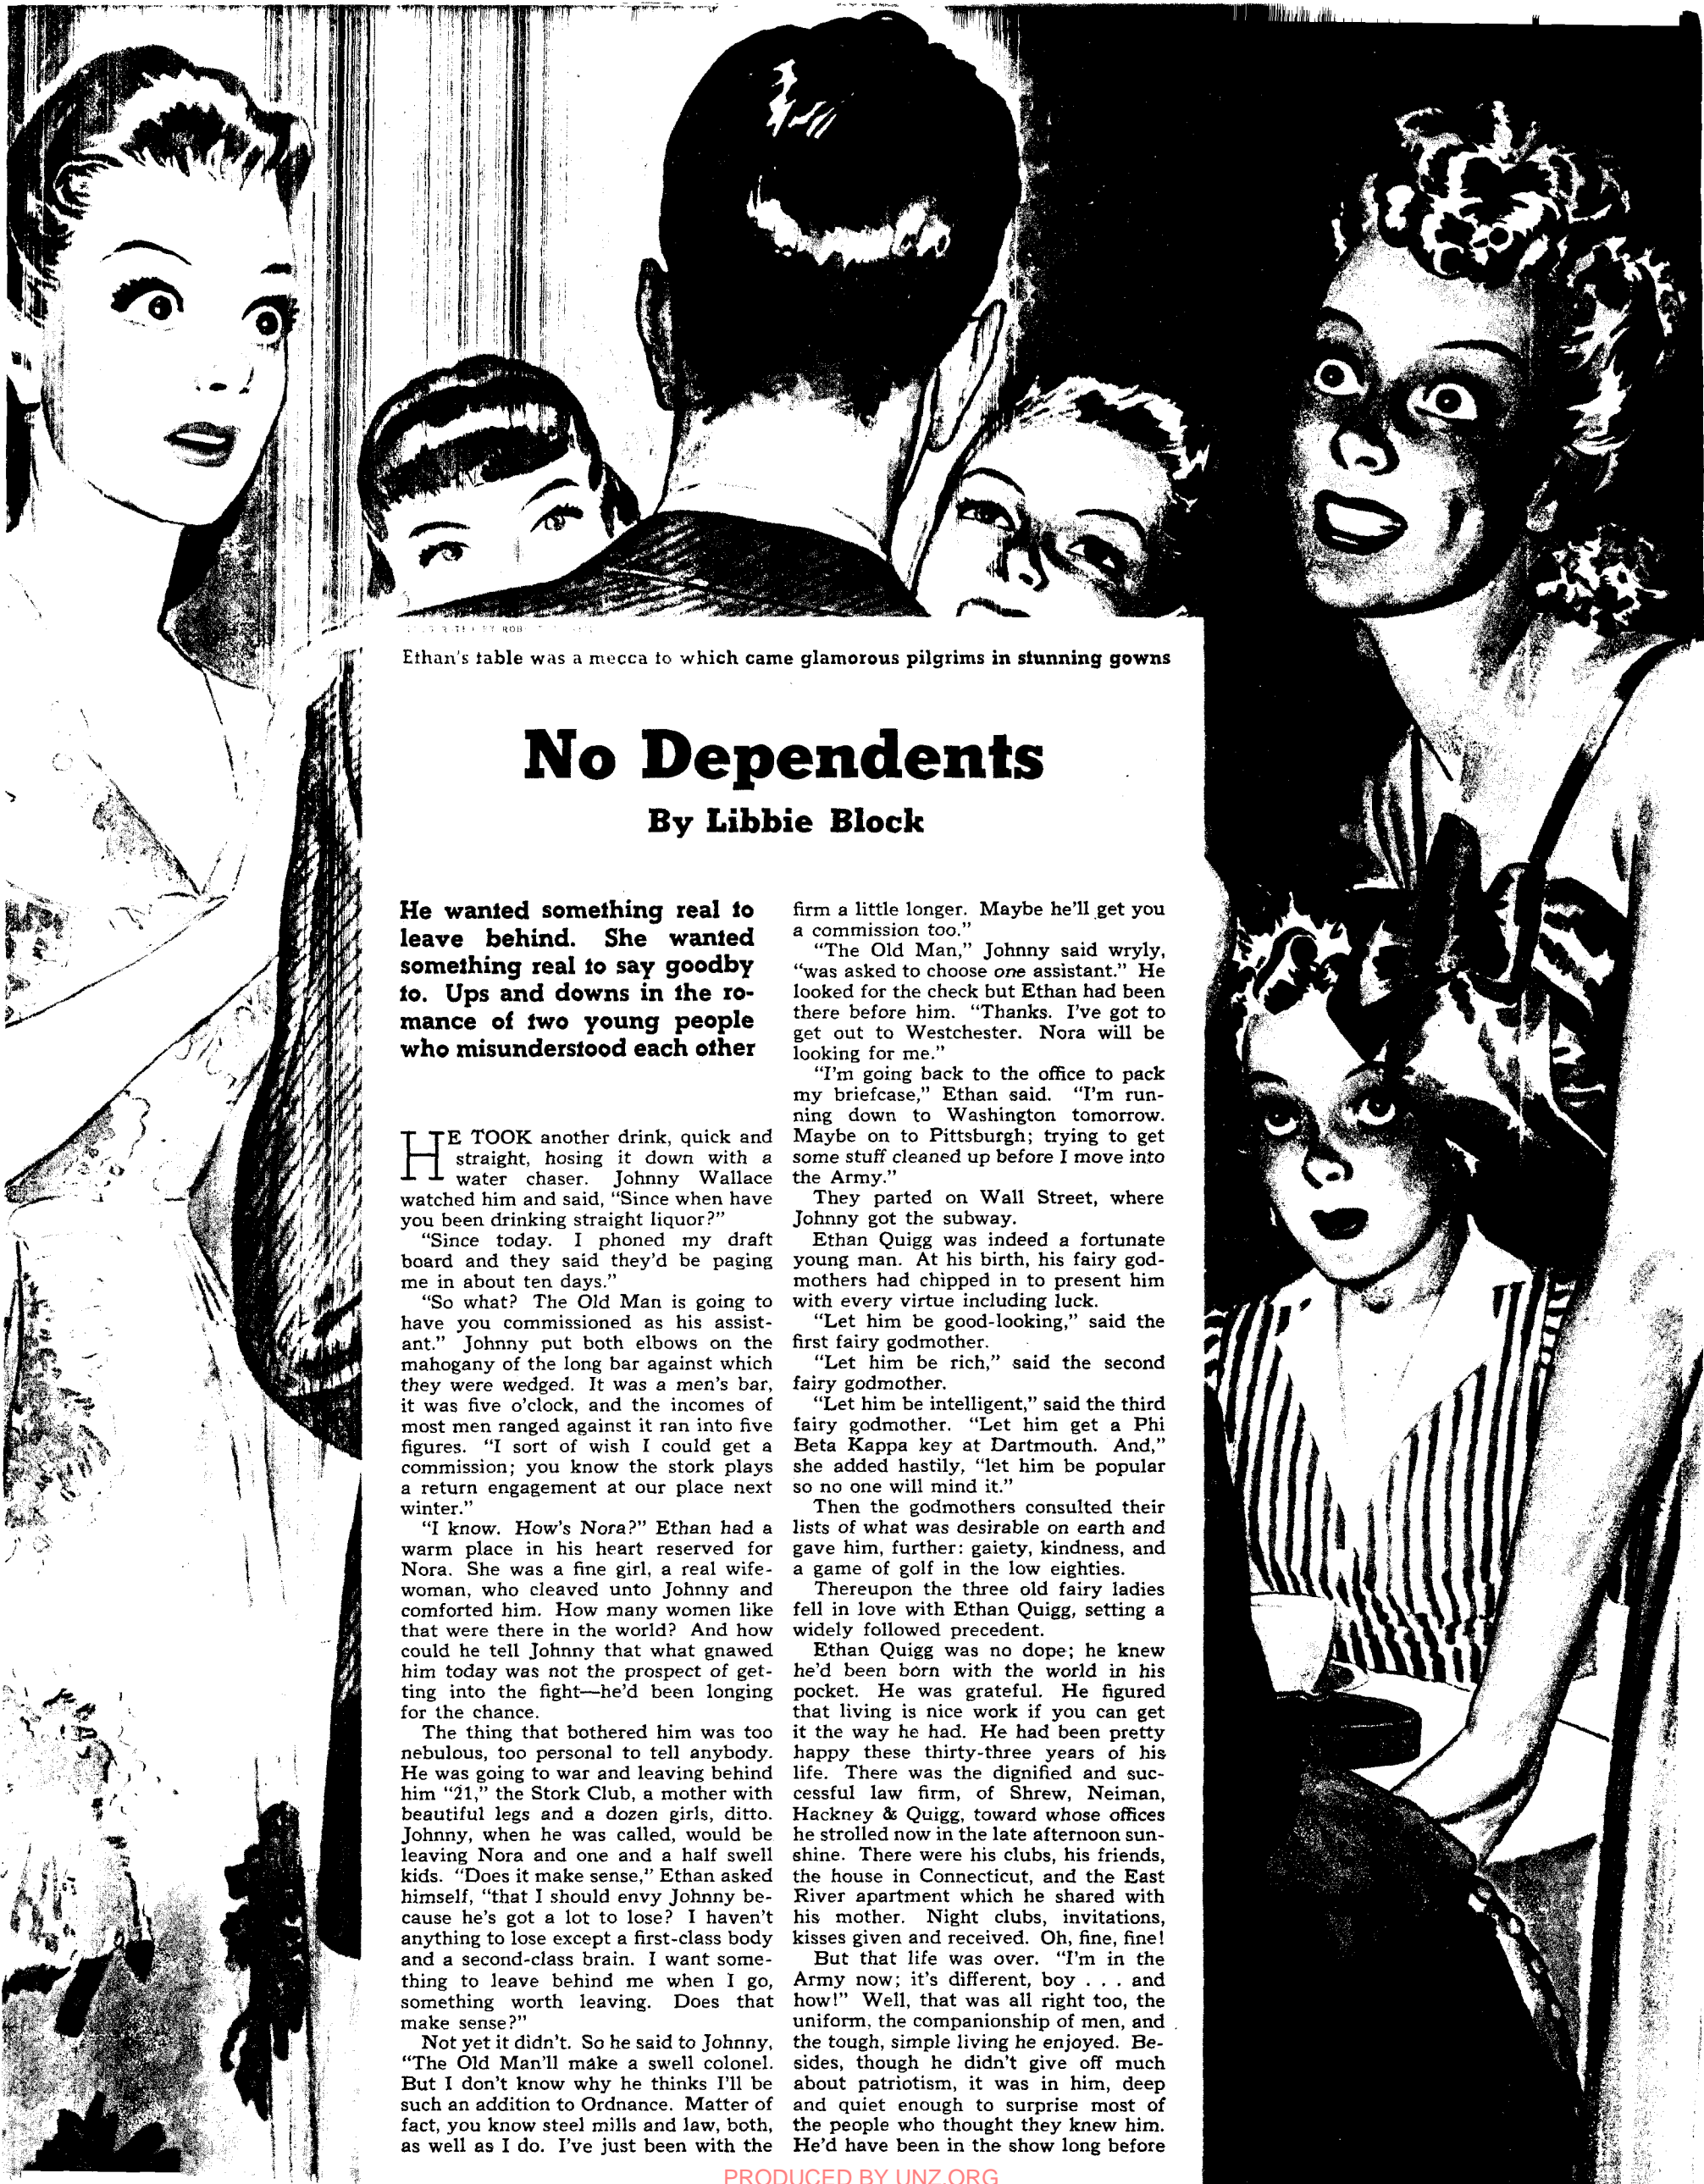 Ethan's table was a mecca to which came glamorous pilgrims in stunning gowns
No Dependents
By Libbie Block
He wanted something real to
leave behind. She wanted
something real to say goodby
to. Ups and downs in the ro-
mance of two young people
who misunderstood each other
HE TOOK another drink, quick and
straight, hosing it down with a
water chaser. Johnny Wallace
watched him and said, "Since when have
you been drinking straight liquor?"
"Since today. I phoned my draft
board and they said they'd be paging
me in about ten days."
"So what? The Old Man is going to
have you commissioned as his assist-
ant." Johnny put both elbows on the
mahogany of the long bar against which
they were wedged. It was a men's bar,
it was five o'clock, and the incomes of
most men ranged against it ran into five
figures. "I sort of wish I could get a
commission; you know the stork plays
a return engagement at our place next
winter."
"I know. How's Nora?" Ethan had a
warm place in his heart reserved for
Nora. She was a fine girl, a real wife-
woman, who cleaved unto Johnny and
comforted him. How many women like
that were there in the world? And how
could he tell Johnny that what gnawed
him today was not the prospect of get-
ting into the fight—he'd been longing
for the chance.
The thing that bothered him was too
nebulous, too personal to tell anybody.
He was going to war and leaving behind
him "21," the Stork Club, a mother with
beautiful legs and a dozen girls, ditto.
Johnny, when he was called, would be
leaving Nora and one and a half swell
kids. "Does it make sense," Ethan asked
himself, "that I should envy Johnny be-
cause he's got a lot to lose? I haven't
anything to lose except a first-class body
and a second-class brain. I want some-
thing to leave behind me when I go,
something worth leaving. Does that
make sense?"
Not yet it didn't. So he said to Johnny,
"The Old Man'll make a swell colonel.
But I don't know why he thinks I'll be
such an addition to Ordnance. Matter of
fact, you know steel mills and law, both,
as well as I do. I've just been with the
firm a little longer. Maybe he'll get you
a commission too."
"The Old Man," Johnny said wryly,
"was asked to choose one assistant." He
looked for the check but Ethan had been
there before him. "Thanks. I've got to
get out to Westchester. Nora will be
looking for me."
"I'm going back to the office to pack
my briefcase," Ethan said. "I'm run-
ning down to Washington tomorrow.
Maybe on to Pittsburgh; trying to get
some stuff cleaned up before I move into
the Army."
They parted on Wall Street, where
Johnny got the subway.
Ethan Quigg was indeed a fortunate
young man. At his birth, his fairy god-
mothers had chipped in to present him
with every virtue including luck.
"Let him be good-looking," said the
first fairy godmother.
"Let him be rich," said the second
fairy godmother.
"Let him be intelligent," said the third
fairy godmother. "Let him get a Phi
Beta Kappa key at Dartmouth. And,"
she added hastily, "let him be popular
so no one will mind it."
Then the godmothers consulted their
lists of what was desirable on earth and
gave him, further: gaiety, kindness, and
a game of golf in the low eighties.
Thereupon the three old fairy ladies
fell in love with Ethan Quigg, setting a
widely followed precedent.
Ethan Quigg was no dope; he knew
he'd been born with the world in his
pocket. He was grateful. He figured
that living is nice work if you can get
it the way he had. He had been pretty
happy these thirty-three years of his
life. There was the dignified and suc-
cessful law firm, of Shrew, Neiman,
Hackney & Quigg, toward whose offices
he strolled now in the late afternoon sun-
shine. There were his clubs, his friends,
the house in Connecticut, and the East
River apartment which he shared with
his mother. Night clubs, invitations,
kisses given and received. Oh, fine, fine!
But that life was over. "I'm in the
Army now; it's different, boy . . . and
how!" Well, that was all right too, the
uniform, the companionship of men, and
the tough, simple living he enjoyed. Be-
sides, though he didn't give off much
about patriotism, it was in him, deep
and quiet enough to surprise most of
the people who thought they knew him.
He'd have been in the show long before
PRODUCED BY UNZ.ORG